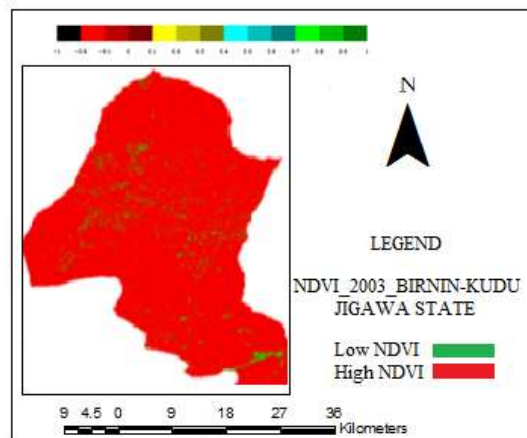 N
LEGEND
NDVI_2003_BIRNIN-KUDU
JIGAWA STATE
Low NDVI
High NDVI
9 4.5 0 9 18 27 36
Kilometers